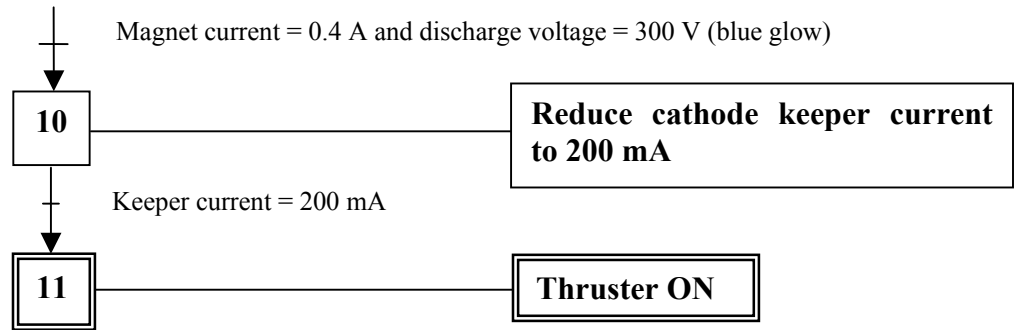 Magnet current = 0.4 A and discharge voltage = 300 V (blue glow)
10
Reduce cathode keeper current
to 200 mA
Keeper current = 200 mA
11
Thruster ON